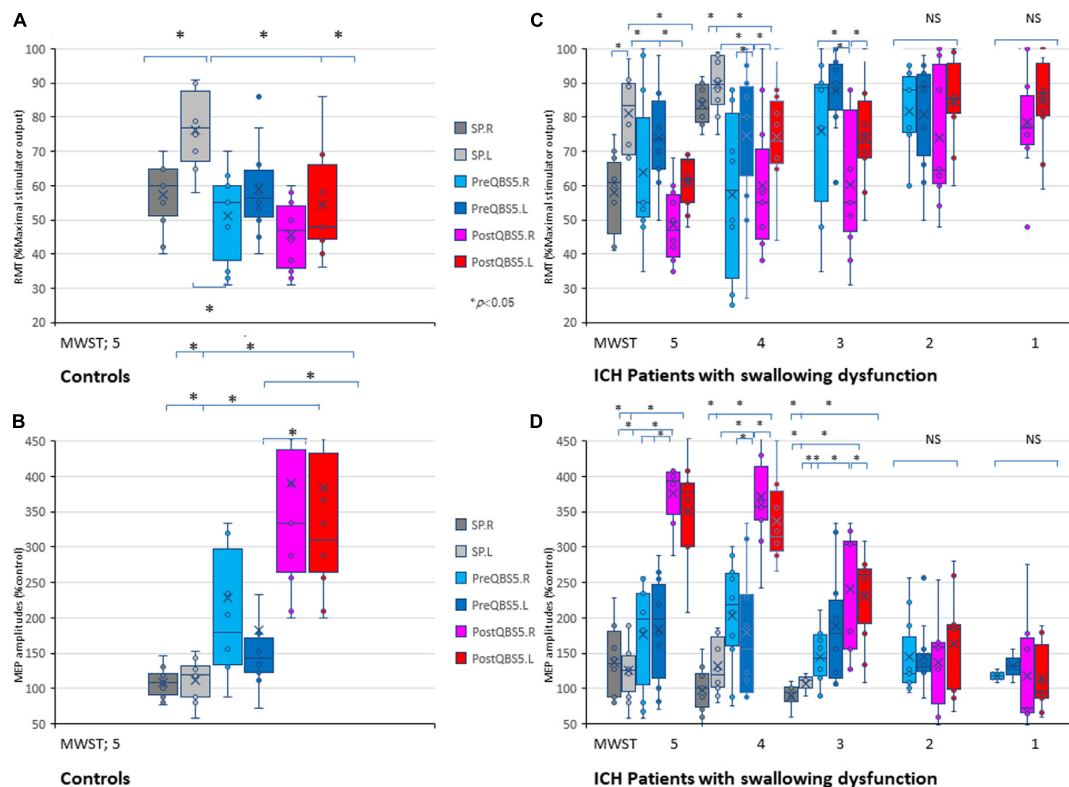 A
100
90
80
70
60
50
40
30
20
RMT (%Maximal stimulator output)
* * *
*
SP.R
SP.L
PreQBS5.R
PreQBS5.L
PostQBS5.R
PostQBS5.L
*p<0.05
MWST; 5
Controls
C
100
90
80
70
60
50
40
30
20
RMT (%Maximal stimulator output)
NS NS
MWST 5 4 3 2 1
ICH Patients with swallowing dysfunction
B
450
400
350
300
250
200
150
100
50
MEP amplitudes (%control)
* *
*
* *
*
SP.R
SP.L
PreQBS5.R
PreQBS5.L
PostQBS5.R
PostQBS5.L
MWST; 5
Controls
D
450
400
350
300
250
200
150
100
50
MEP amplitudes (%control)
NS NS
MWST 5 4 3 2 1
ICH Patients with swallowing dysfunction